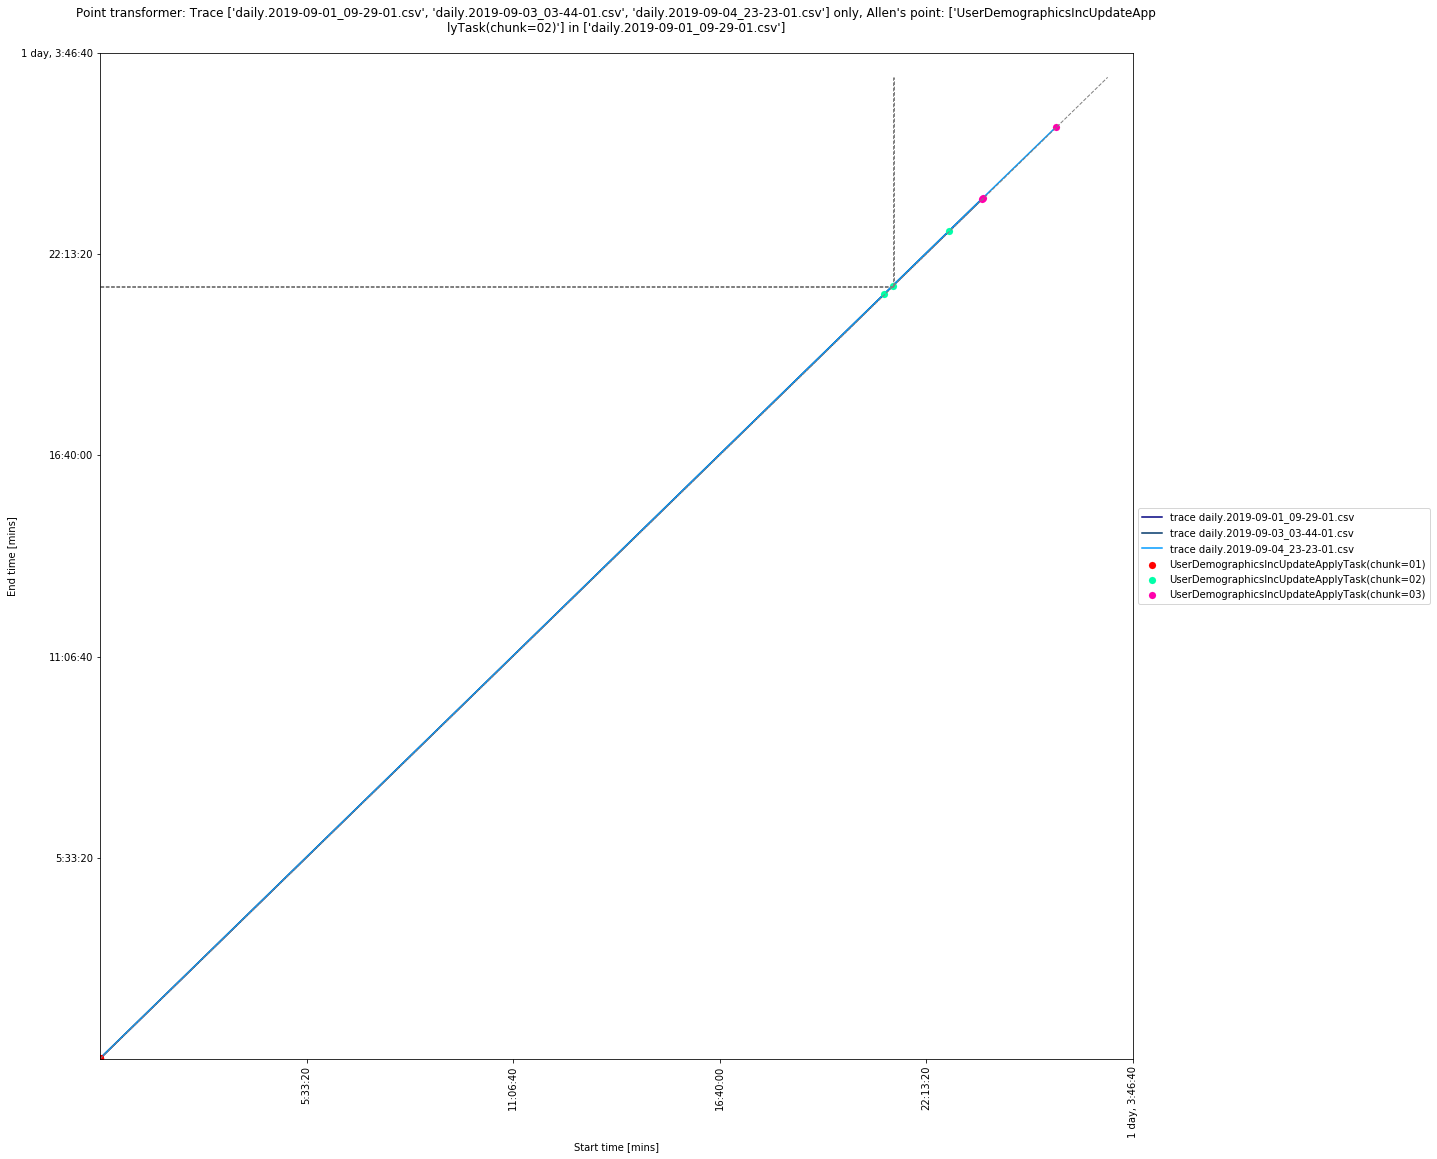 Point transformer: Trace ['daily.2019-09-01_09-29-01.csv', 'daily.2019-09-03_03-44-01.csv', 'daily.2019-09-04_23-23-01.csv'] only, Allen's point: ['UserDemographicsIncUpdateApp
lyTask(chunk=02)'] in ['daily.2019-09-01_09-29-01.csv']
1 day, 3:46:40
22:13:20
16:40:00
11:06:40
5:33:20
End time [mins]
5:33:20
11:06:40
16:40:00
22:13:20
1 day, 3:46:40
Start time [mins]
trace daily.2019-09-01_09-29-01.csv
trace daily.2019-09-03_03-44-01.csv
trace daily.2019-09-04_23-23-01.csv
UserDemographicsIncUpdateApplyTask(chunk=01)
UserDemographicsIncUpdateApplyTask(chunk=02)
UserDemographicsIncUpdateApplyTask(chunk=03)